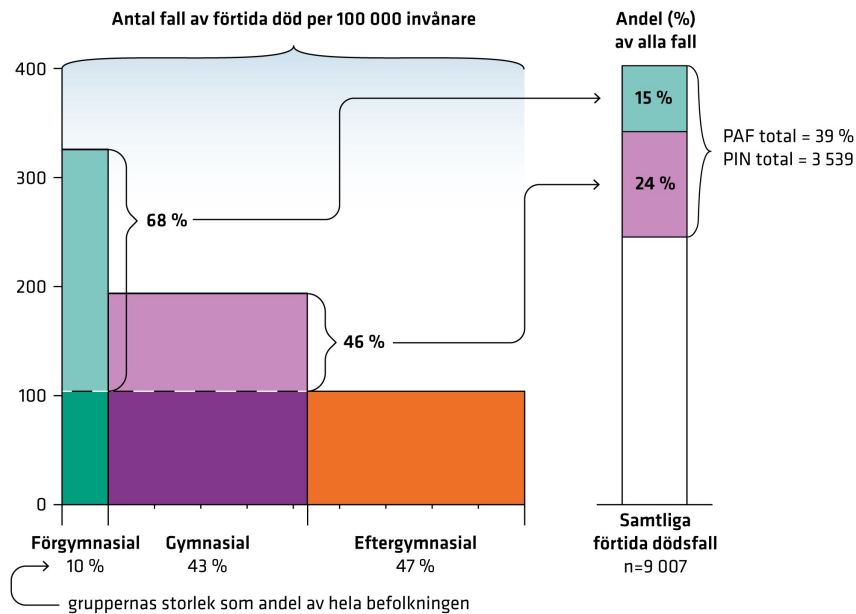 Antal fall av förtida död per 100 000 invånare
Andel (%)
av alla fall
400
300
200
100
0
68 %
46 %
15 %
24 %
PAF total = 39 %
PIN total = 3 539
Förgymnasial
10 %
Gymnasial
43 %
Eftergymnasial
47 %
Samtliga
förtida dödsfall
n=9 007
gruppernas storlek som andel av hela befolkningen